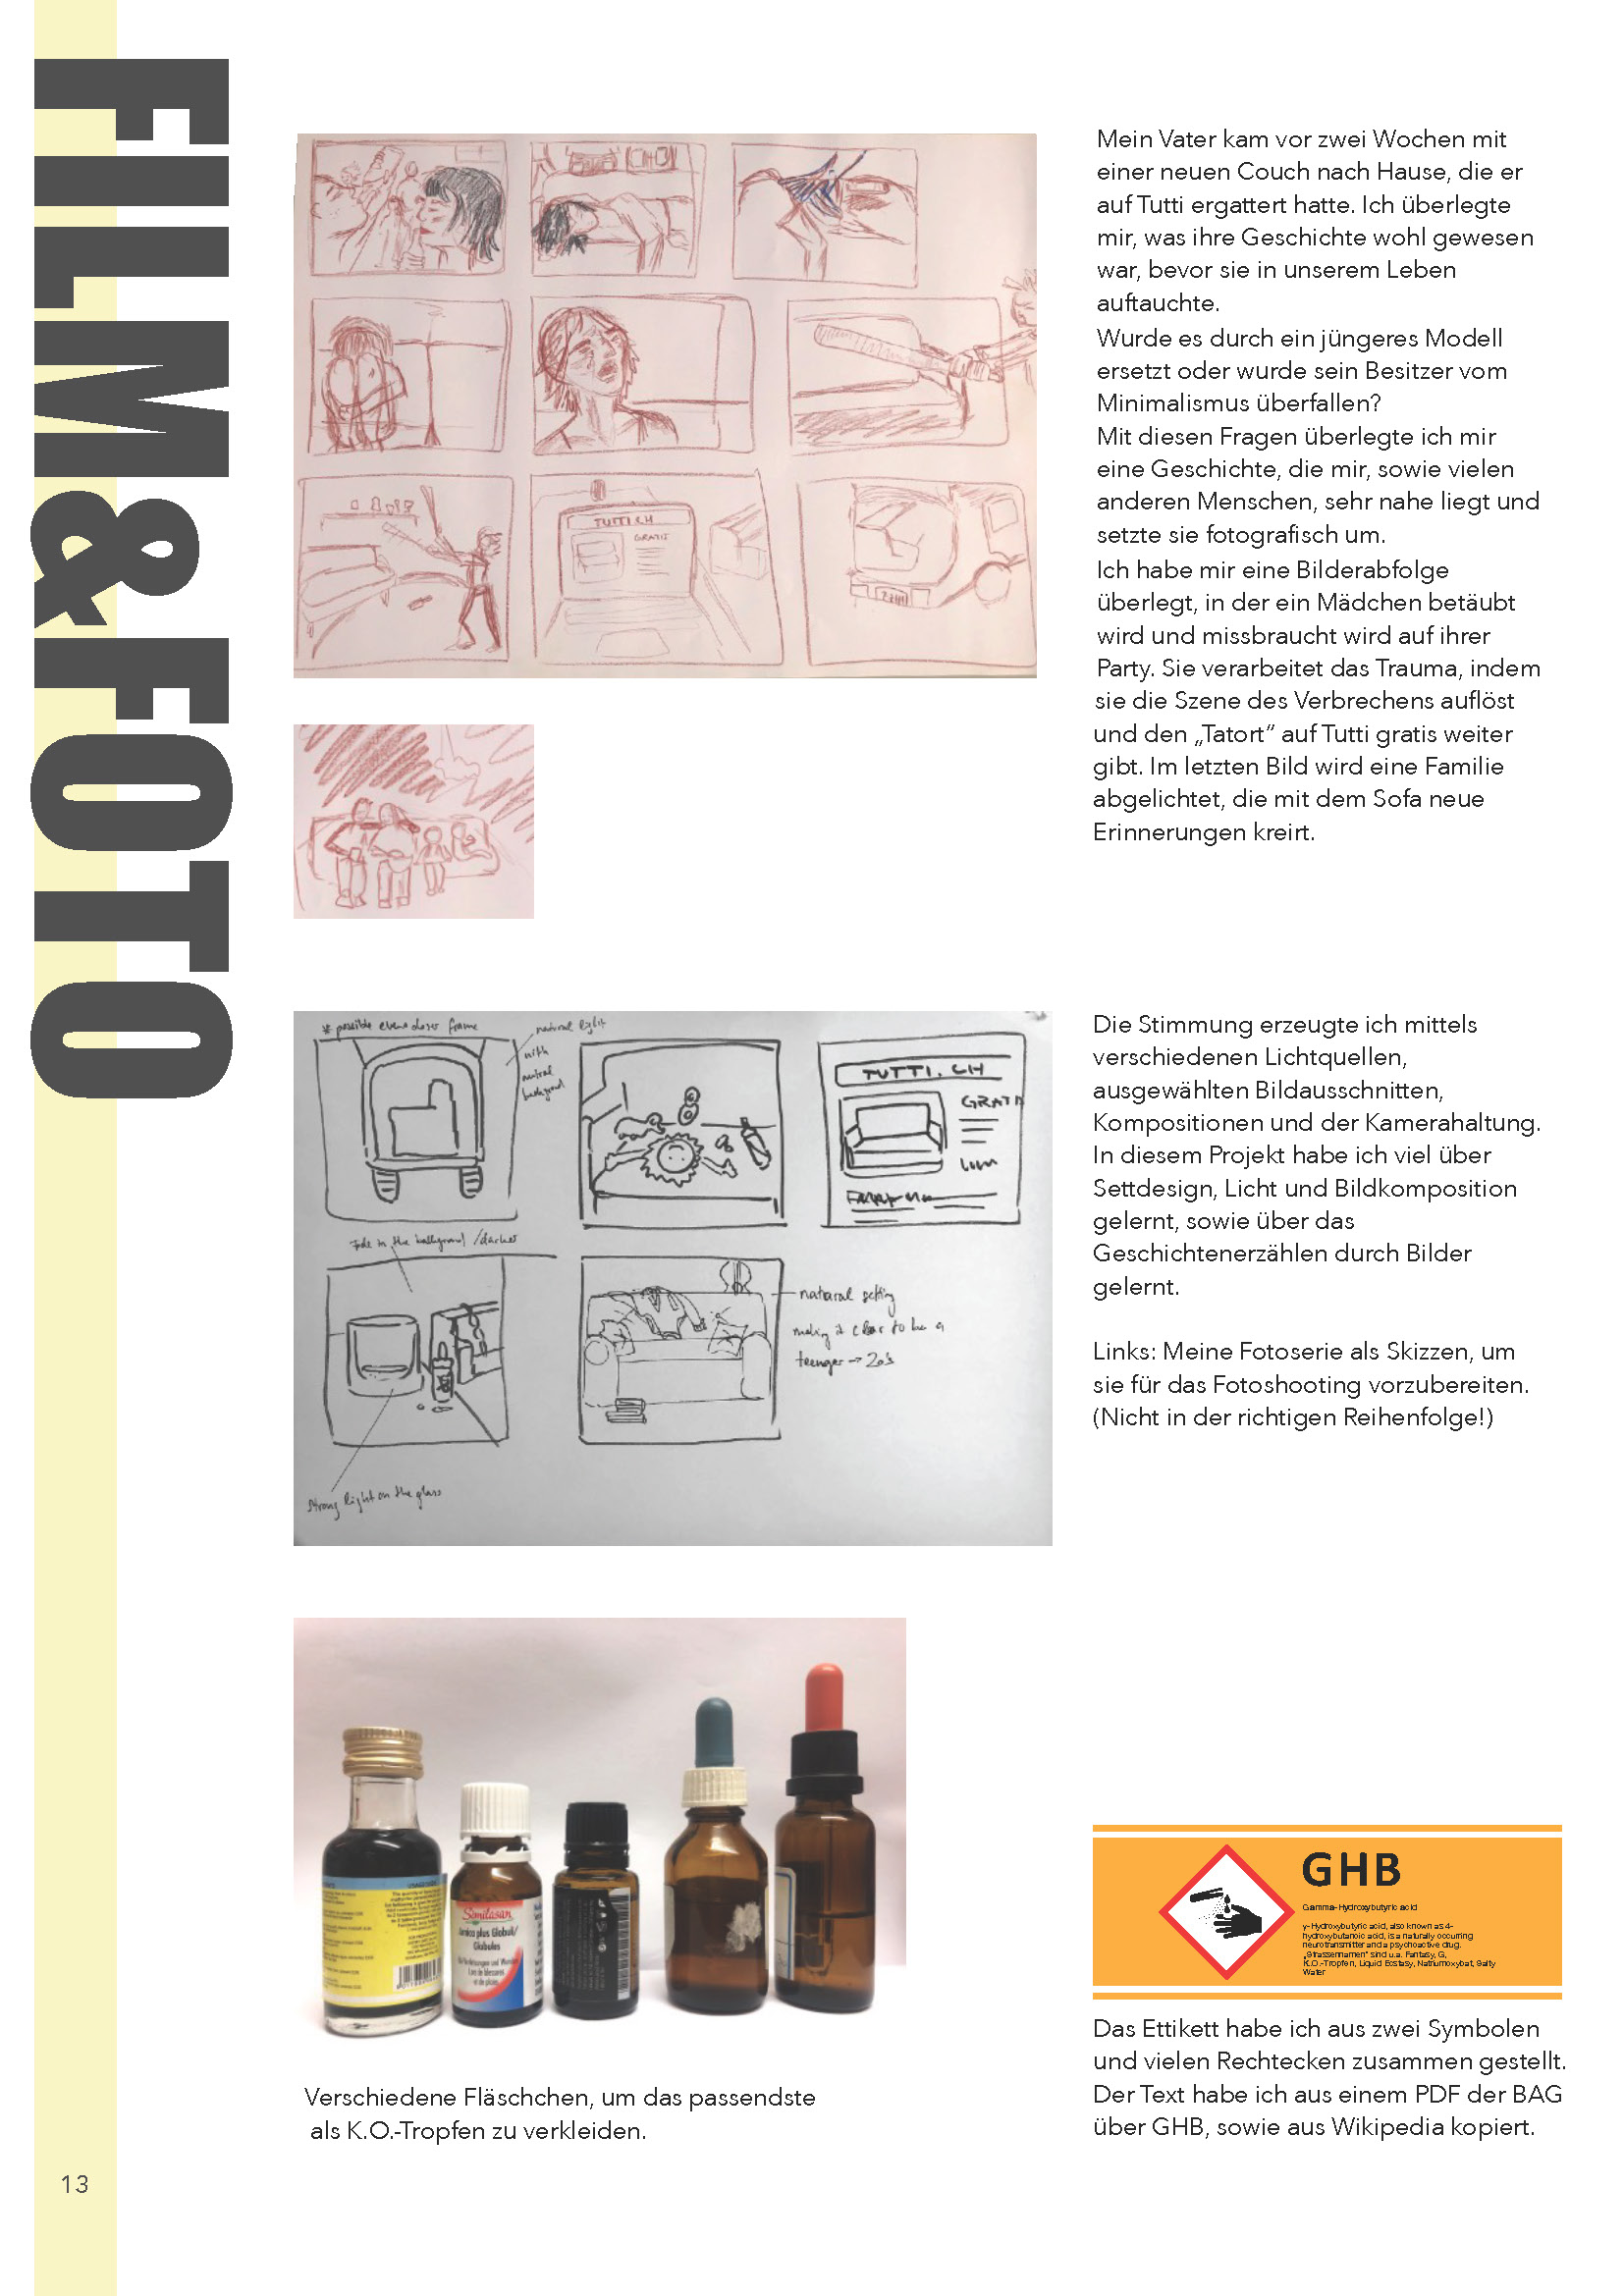 FILM&FOTO
TUTTI.CH
GRATIS
Mein Vater kam vor zwei Wochen mit
einer neuen Couch nach Hause, die er
auf Tutti ergattert hatte. Ich überlegte
mir, was ihre Geschichte wohl gewesen
war, bevor sie in unserem Leben
auftauchte.
Wurde es durch ein jüngeres Modell
ersetzt oder wurde sein Besitzer vom
Minimalismus überfallen?
Mit diesen Fragen überlegte ich mir
eine Geschichte, die mir, sowie vielen
anderen Menschen, sehr nahe liegt und
setzte sie fotografisch um.
Ich habe mir eine Bilderabfolge
überlegt, in der ein Mädchen betäubt
wird und missbraucht wird auf ihrer
Party. Sie verarbeitet das Trauma, indem
sie die Szene des Verbrechens auflöst
und den „Tatort“ auf Tutti gratis weiter
gibt. Im letzten Bild wird eine Familie
abgelichtet, die mit dem Sofa neue
Erinnerungen kreirt.
# possible even closer frame
natural light
with
neutral
background
TUTTI.CH
GRATIS
Fade in the background /darker
natural setting
making it clear to be a
teenger → 20's
Strong light on the glass
Die Stimmung erzeugte ich mittels
verschiedenen Lichtquellen,
ausgewählten Bildausschnitten,
Kompositionen und der Kamerahaltung.
In diesem Projekt habe ich viel über
Settdesign, Licht und Bildkomposition
gelernt, sowie über das
Geschichtenerzählen durch Bilder
gelernt.
Links: Meine Fotoserie als Skizzen, um
sie für das Fotoshooting vorzubereiten.
(Nicht in der richtigen Reihenfolge!)
Similasan
Arnica plus Globuli/
Globules
Verschiedene Fläschchen, um das passendste
als K.O.-Tropfen zu verkleiden.
GHB
Gamma-Hydroxybutyric acid
γ-Hydroxybutyric acid, also known as 4-
hydroxybutanoic acid, is a naturally occurring
neurotransmitter and a psychoactive drug.
„Strassennamen“ sind u.a. Fantasy, G,
K.O.-Tropfen, Liquid Ecstasy, Natriumoxybat, Salty
Water
Das Ettikett habe ich aus zwei Symbolen
und vielen Rechtecken zusammen gestellt.
Der Text habe ich aus einem PDF der BAG
über GHB, sowie aus Wikipedia kopiert.
13